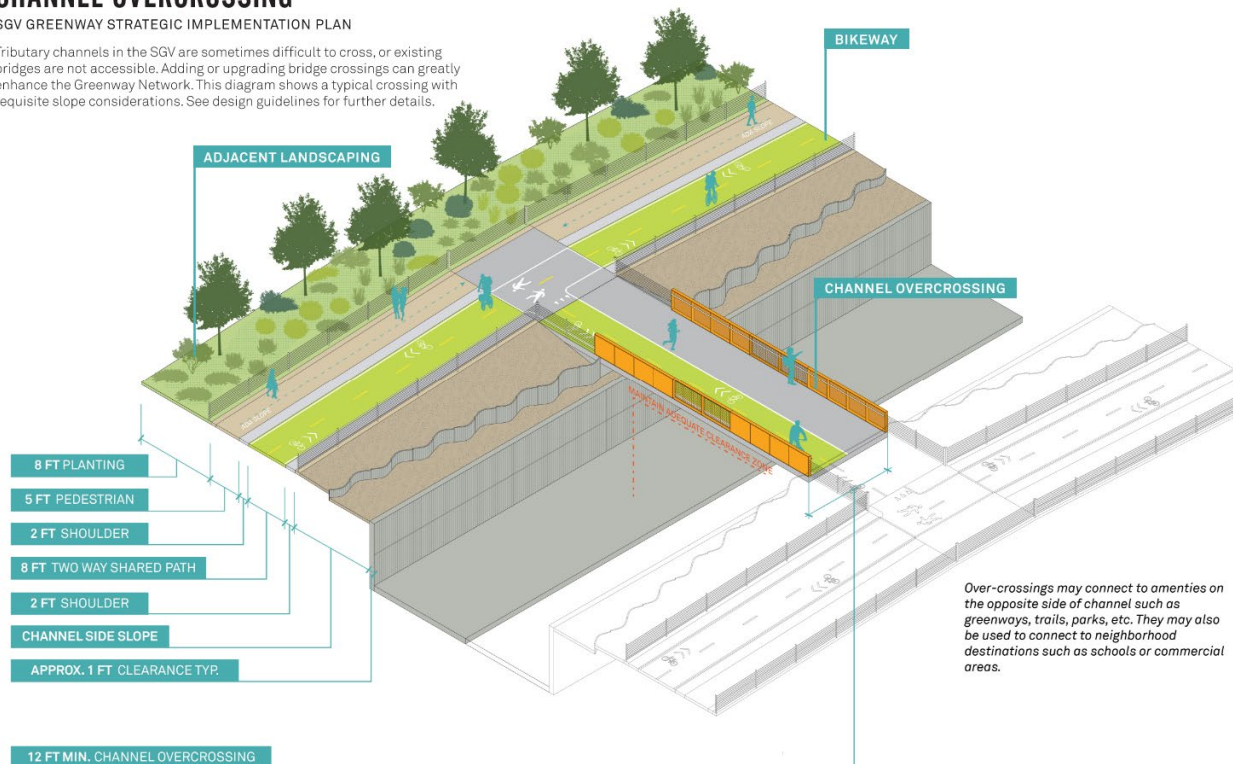 CHANNEL OVERCROSSING
SGV GREENWAY STRATEGIC IMPLEMENTATION PLAN
Tributary channels in the SGV are sometimes difficult to cross, or existing
bridges are not accessible. Adding or upgrading bridge crossings can greatly
enhance the Greenway Network. This diagram shows a typical crossing with
requisite slope considerations. See design guidelines for further details.
BIKEWAY
ADJACENT LANDSCAPING
ADA SLOPE
CHANNEL OVERCROSSING
MAINTAIN ADEQUATE CLEARANCE ZONE
ADA SLOPE
8 FT PLANTING
5 FT PEDESTRIAN
2 FT SHOULDER
8 FT TWO WAY SHARED PATH
2 FT SHOULDER
CHANNEL SIDE SLOPE
APPROX. 1 FT CLEARANCE TYP.
Over-crossings may connect to amenties on
the opposite side of channel such as
greenways, trails, parks, etc. They may also
be used to connect to neighborhood
destinations such as schools or commercial
areas.
12 FT MIN. CHANNEL OVERCROSSING